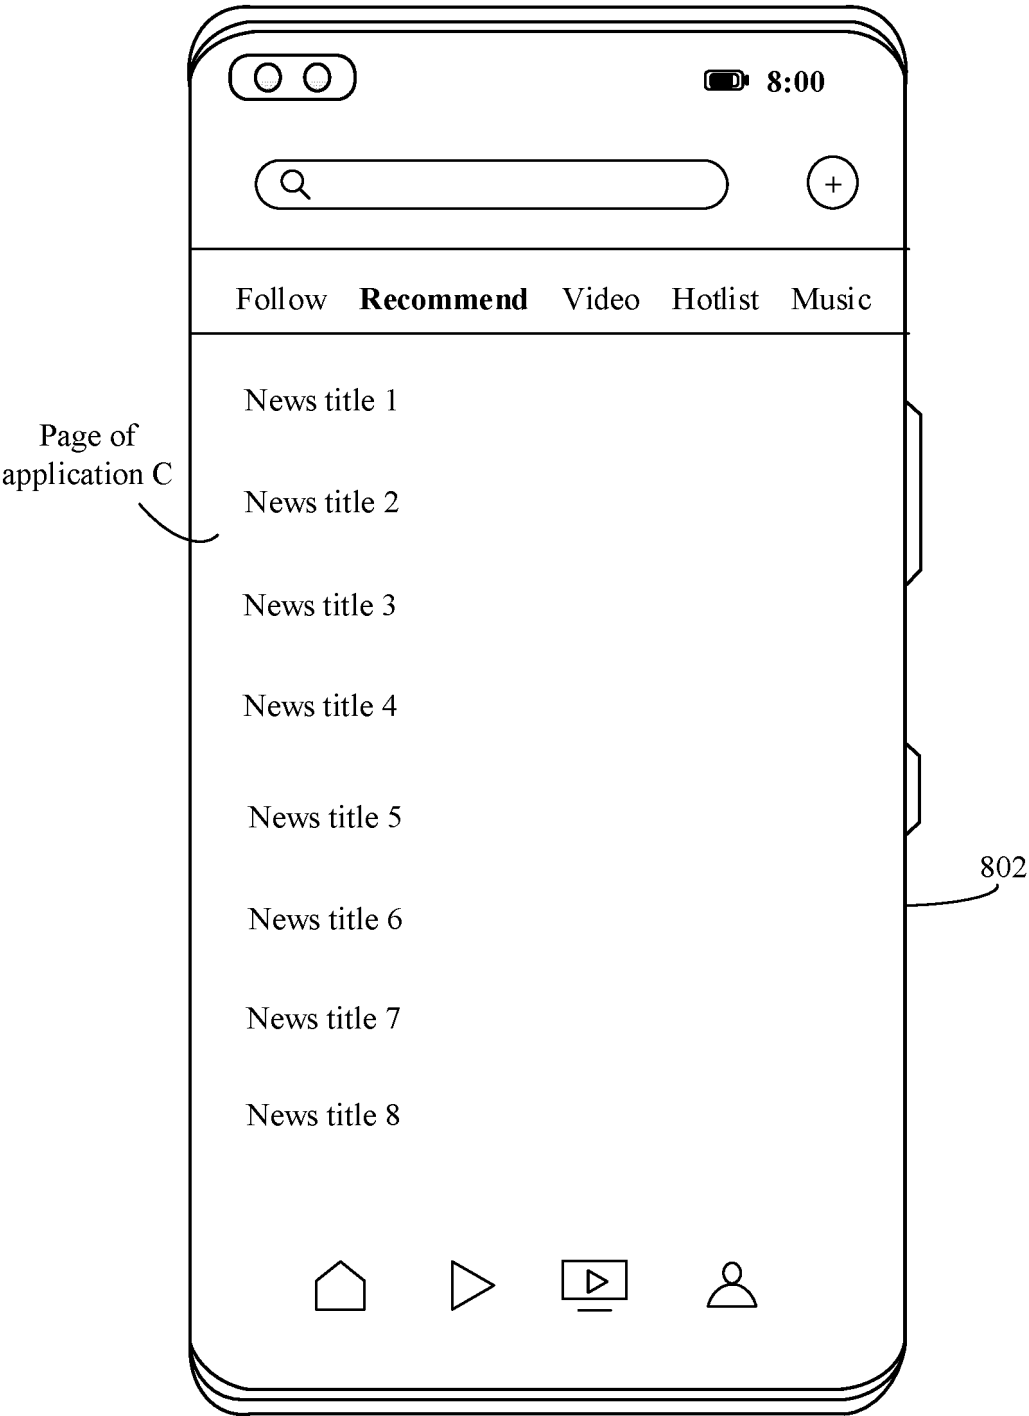 8:00
+
Follow Recommend Video Hotlist Music
News title 1
Page of
application C
News title 2
News title 3
News title 4
News title 5
802
News title 6
News title 7
News title 8